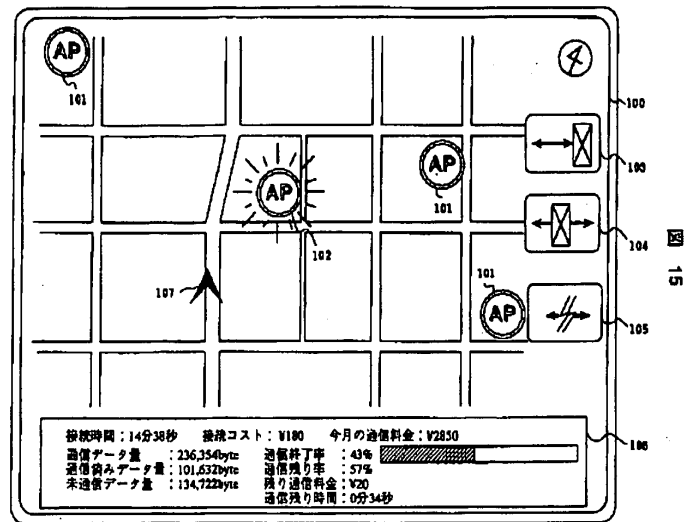 AP
101
100
103
AP
101
AP
102
104
図 15
107
101
AP
105
接続時間：14分38秒 接続コスト：¥180 今月の通信料金：¥2850
106
通信データ量：236,354byte 通信終了率：43%
通信済みデータ量：101,632byte 通信残り率：57%
未通信データ量：134,722byte 残り通信料金：¥20
通信残り時間：0分34秒